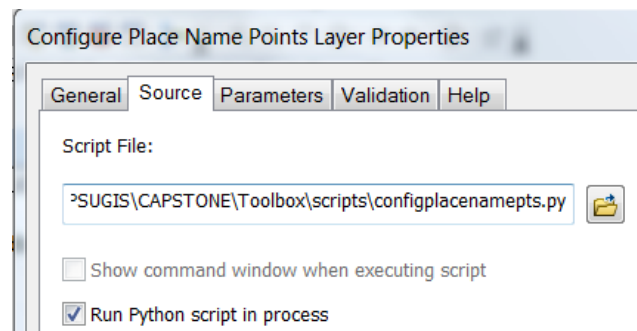 Configure Place Name Points Layer Properties
General Source Parameters Validation Help
Script File:
PSUGIS\CAPSTONE\Toolbox\scripts\configplacenamepts.py
Show command window when executing script
Run Python script in process